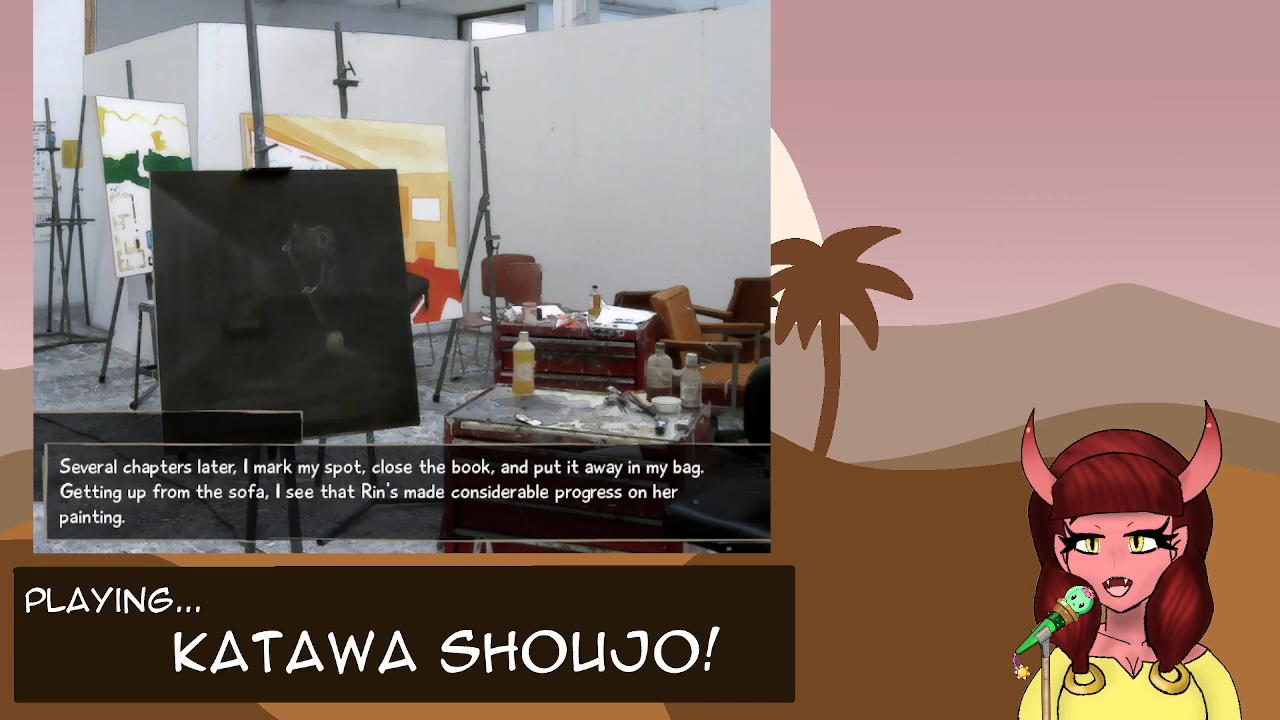 Several chapters later, I mark my spot, close the book, and put it away in my bag.
Getting up from the sofa, I see that Rin's made considerable progress on her
painting.
PLAYING...
KATAWA SHOUJO!